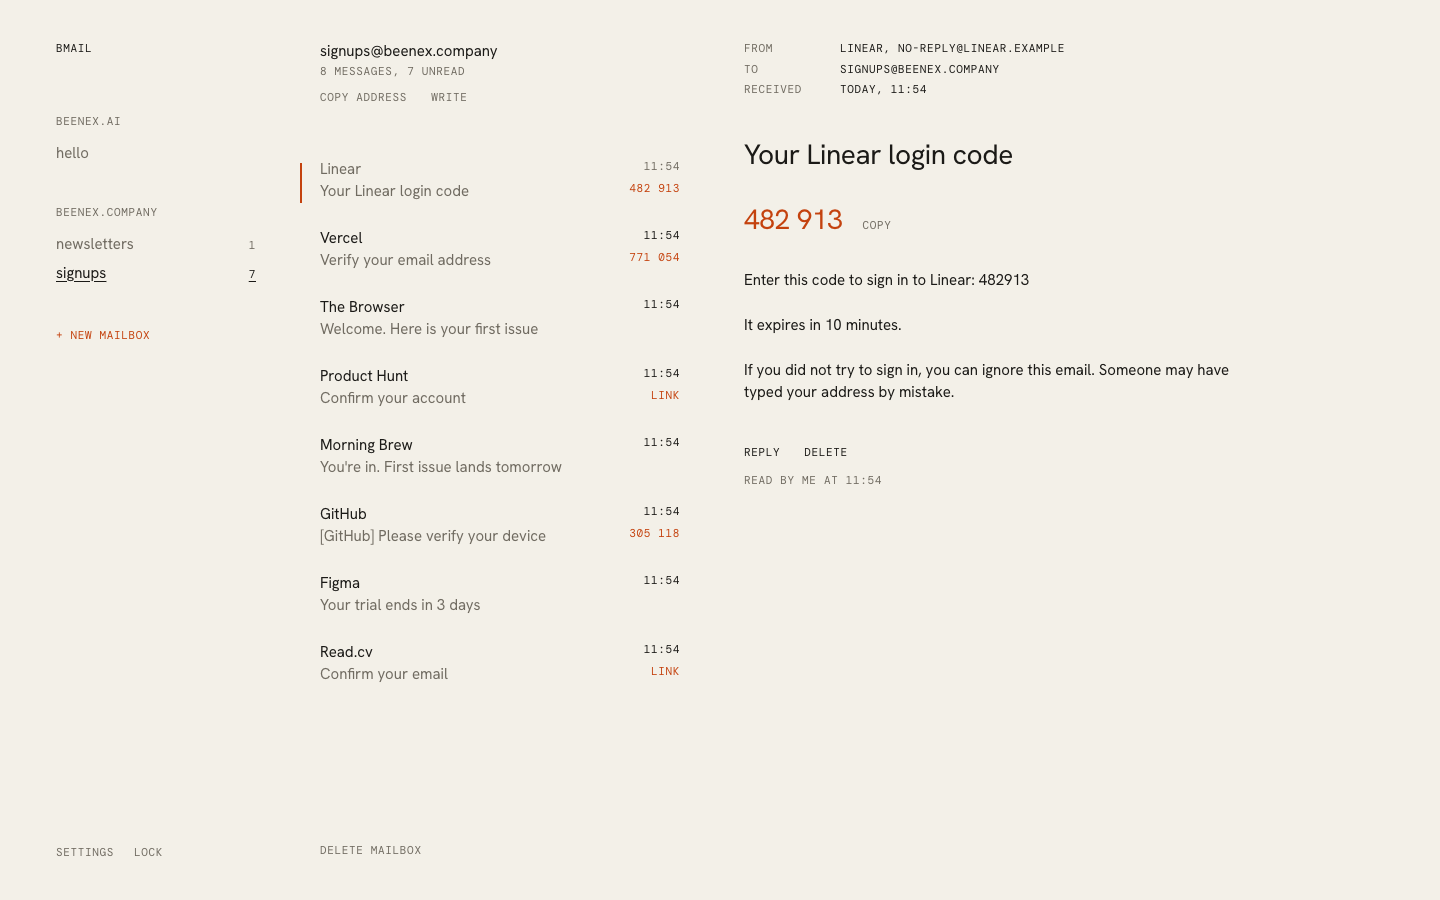 BMAIL
BEENEX.AI
hello
BEENEX.COMPANY
newsletters 1
signups 7
+ NEW MAILBOX
SETTINGS LOCK
signups@beenex.company
8 MESSAGES, 7 UNREAD
COPY ADDRESS WRITE
Linear 11:54
Your Linear login code 482 913
Vercel 11:54
Verify your email address 771 054
The Browser 11:54
Welcome. Here is your first issue
Product Hunt 11:54
Confirm your account LINK
Morning Brew 11:54
You're in. First issue lands tomorrow
GitHub 11:54
[GitHub] Please verify your device 305 118
Figma 11:54
Your trial ends in 3 days
Read.cv 11:54
Confirm your email LINK
DELETE MAILBOX
FROM LINEAR, NO-REPLY@LINEAR.EXAMPLE
TO SIGNUPS@BEENEX.COMPANY
RECEIVED TODAY, 11:54
Your Linear login code
482 913 COPY
Enter this code to sign in to Linear: 482913
It expires in 10 minutes.
If you did not try to sign in, you can ignore this email. Someone may have
typed your address by mistake.
REPLY DELETE
READ BY ME AT 11:54